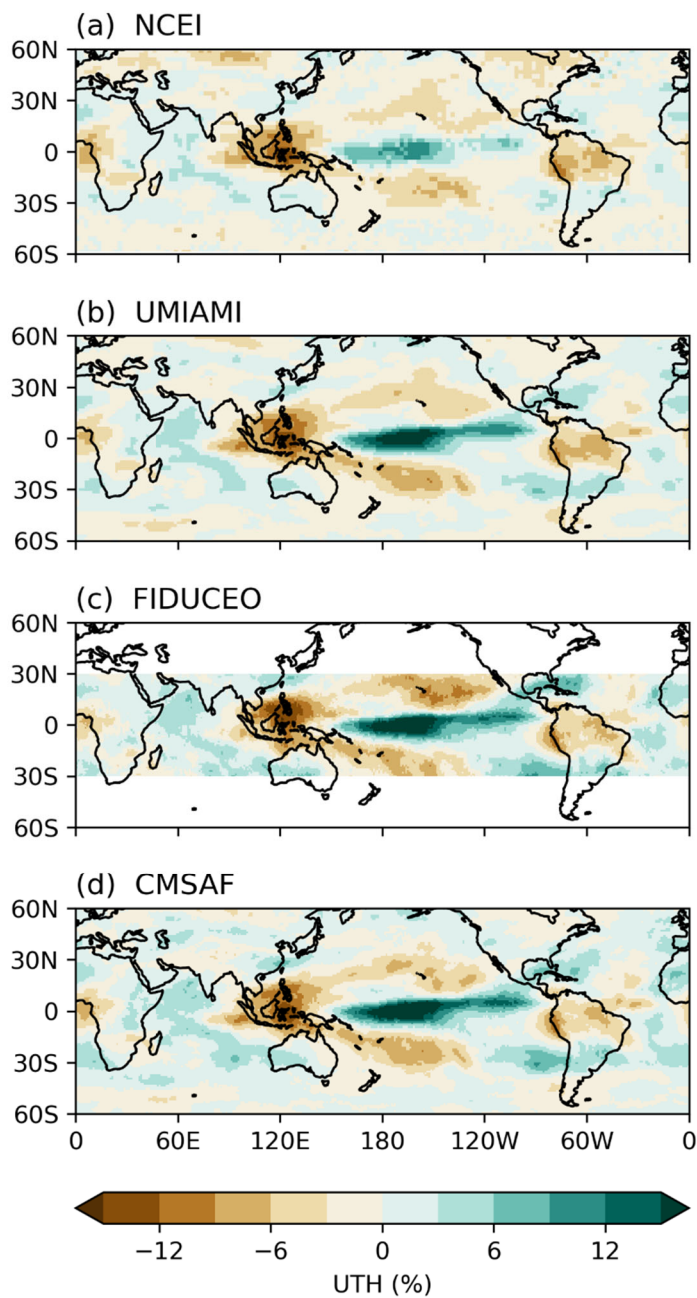 (a) NCEI
60N
30N
0
30S
60S
(b) UMIAMI
60N
30N
0
30S
60S
(c) FIDUCEO
60N
30N
0
30S
60S
(d) CMSAF
60N
30N
0
30S
60S
0 60E 120E 180 120W 60W 0
−12 −6 0 6 12
UTH (%)